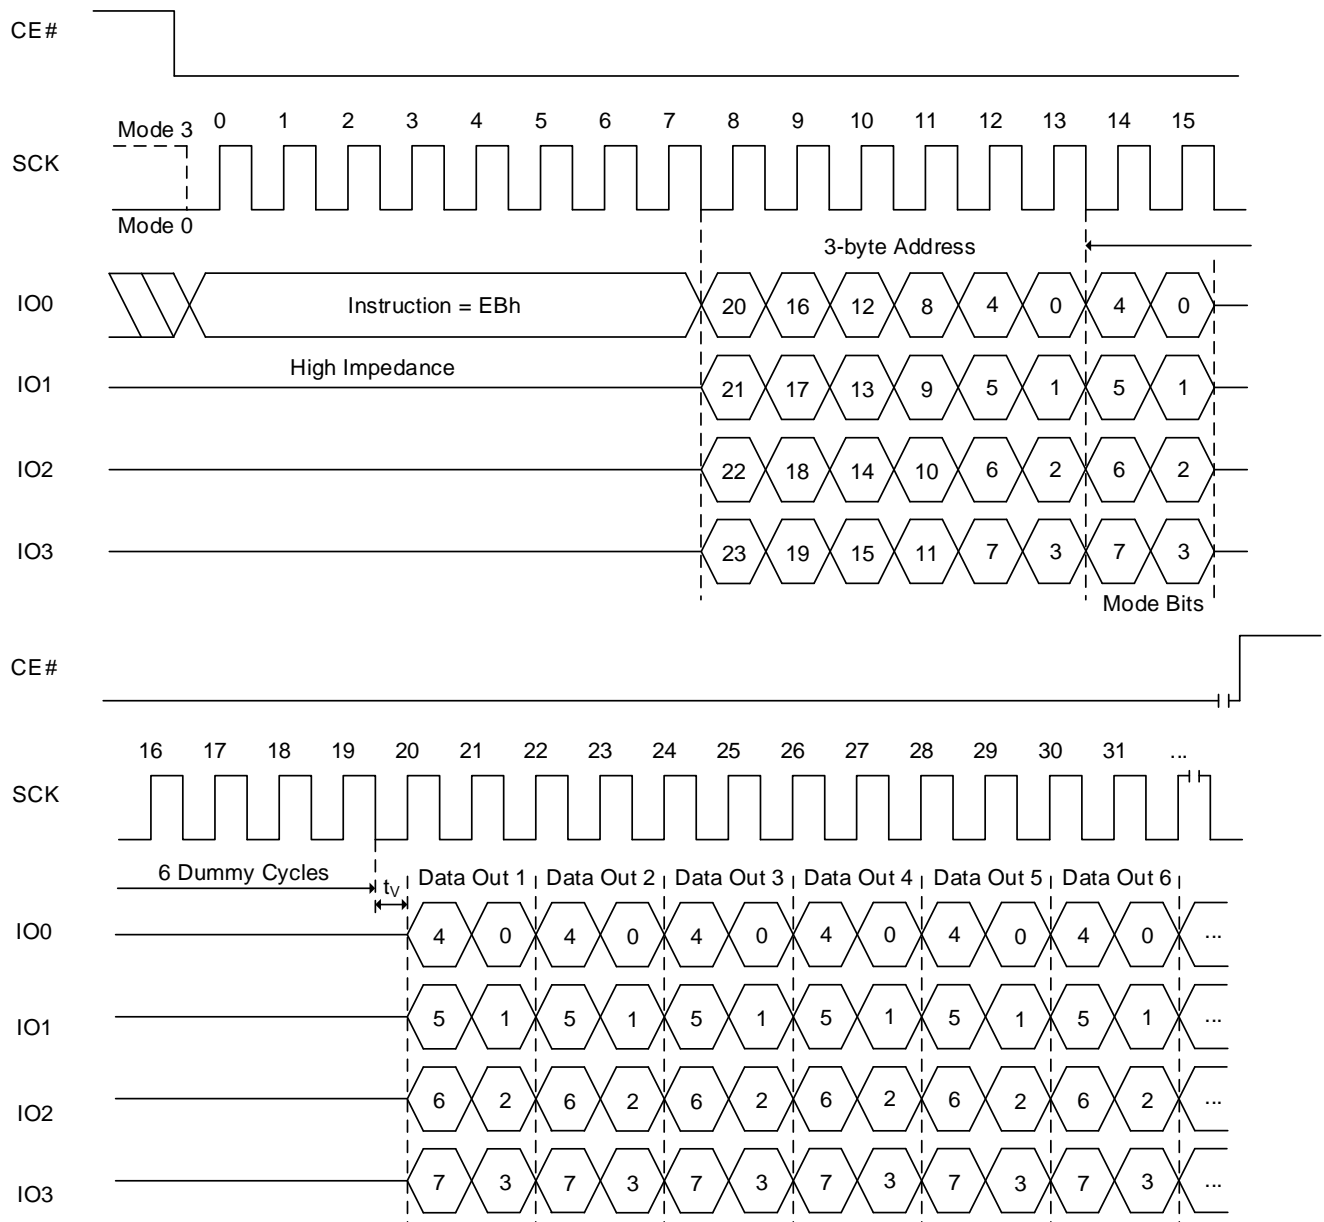 CE#
Mode 3 0 1 2 3 4 5 6 7 8 9 10 11 12 13 14 15
SCK
Mode 0
3-byte Address
IO0 Instruction = EBh 20 16 12 8 4 0 4 0
High Impedance
IO1 21 17 13 9 5 1 5 1
IO2 22 18 14 10 6 2 6 2
IO3 23 19 15 11 7 3 7 3
Mode Bits
CE#
16 17 18 19 20 21 22 23 24 25 26 27 28 29 30 31 ...
SCK
6 Dummy Cycles tV Data Out 1 Data Out 2 Data Out 3 Data Out 4 Data Out 5 Data Out 6
IO0 4 0 4 0 4 0 4 0 4 0 4 0 ...
IO1 5 1 5 1 5 1 5 1 5 1 5 1 ...
IO2 6 2 6 2 6 2 6 2 6 2 6 2 ...
IO3 7 3 7 3 7 3 7 3 7 3 7 3 ...